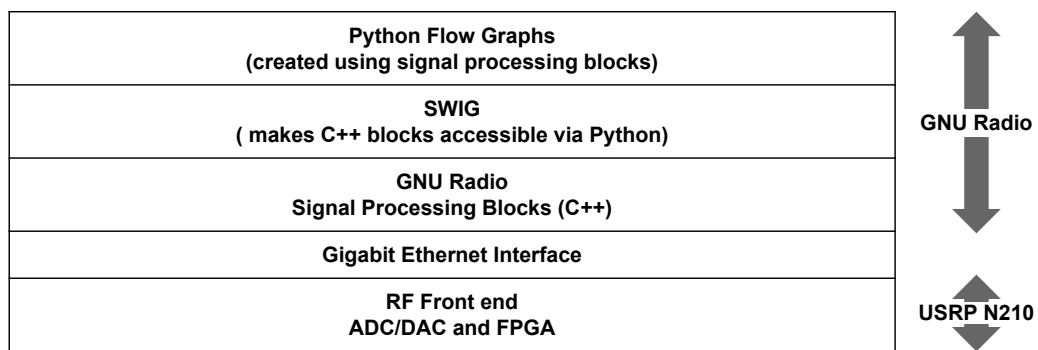 Python Flow Graphs
(created using signal processing blocks)
SWIG
( makes C++ blocks accessible via Python)
GNU Radio
Signal Processing Blocks (C++)
Gigabit Ethernet Interface
RF Front end
ADC/DAC and FPGA
GNU Radio
USRP N210